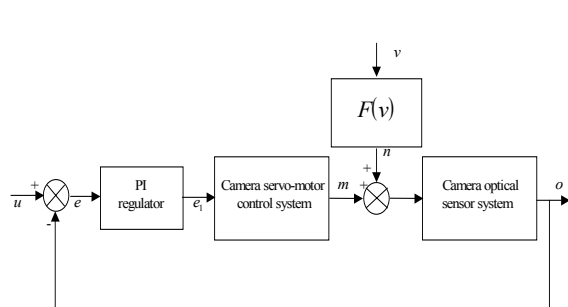 v
F(v)
n
+
+
+
u
-
e
PI
regulator
e₁
Camera servo-motor
control system
m
Camera optical
sensor system
o